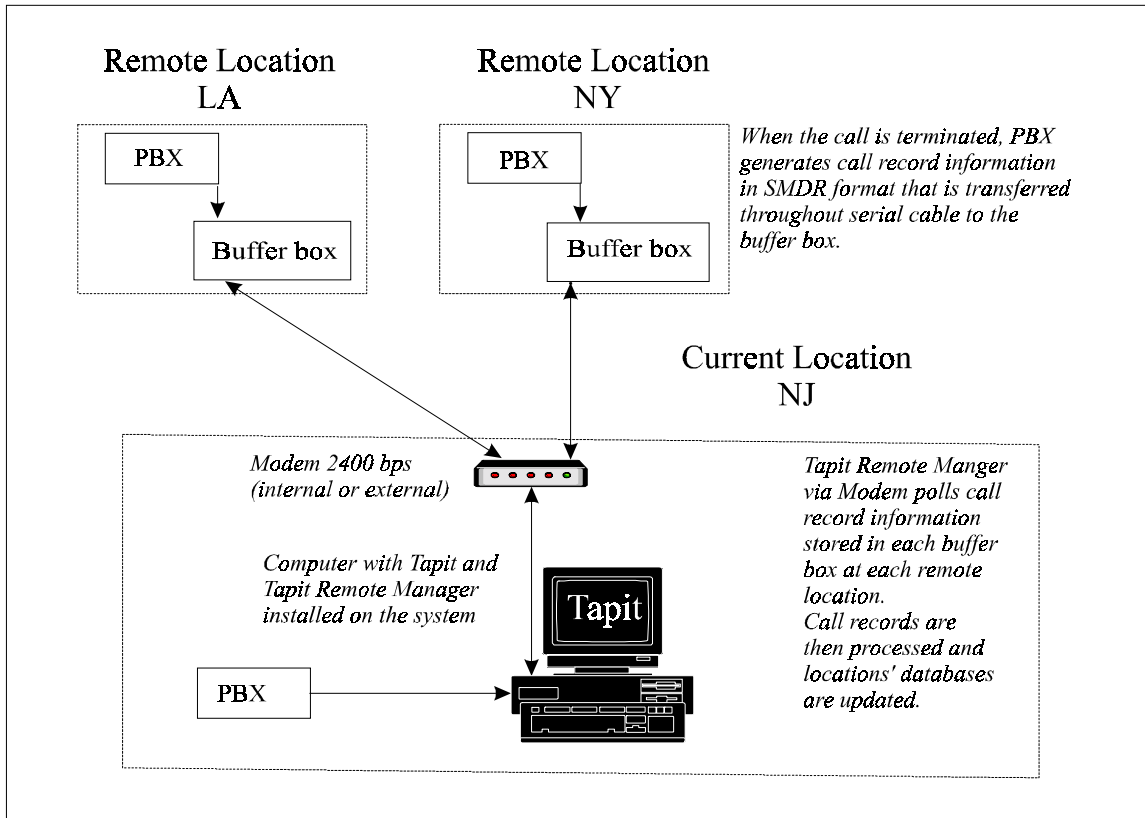 Remote Location
LA
PBX
Buffer box
Remote Location
NY
PBX
Buffer box
When the call is terminated, PBX
generates call record information
in SMDR format that is transferred
throughout serial cable to the
buffer box.
Current Location
NJ
Modem 2400 bps
(internal or external)
Computer with Tapit and
Tapit Remote Manager
installed on the system
Tapit
PBX
Tapit Remote Manger
via Modem polls call
record information
stored in each buffer
box at each remote
location.
Call records are
then processed and
locations' databases
are updated.